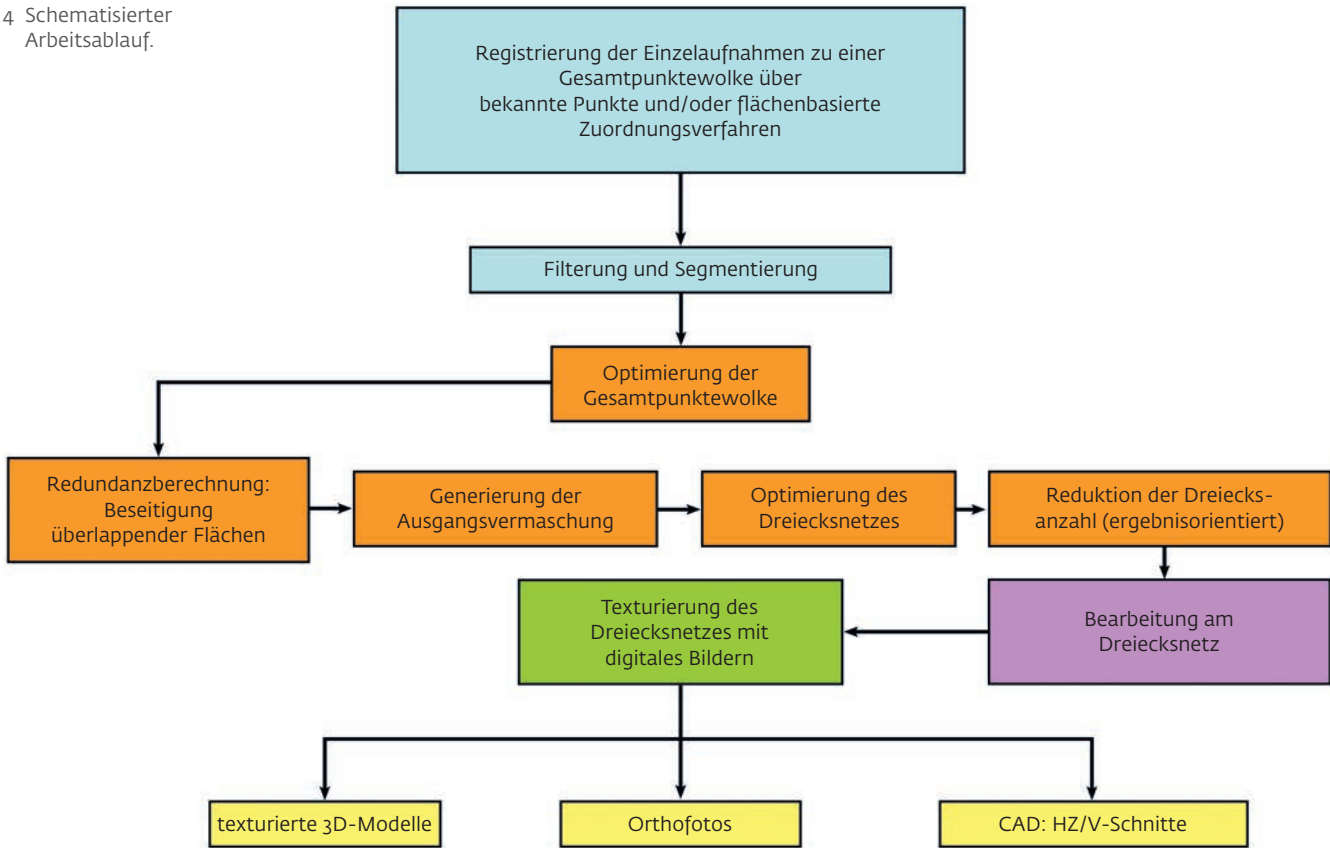 4 Schematisierter
Arbeitsablauf.
Registrierung der Einzelaufnahmen zu einer
Gesamtpunktewolke über
bekannte Punkte und/oder flächenbasierte
Zuordnungsverfahren
Filterung und Segmentierung
Optimierung der
Gesamtpunktewolke
Redundanzberechnung:
Beseitigung
überlappender Flächen
Generierung der
Ausgangsvermaschung
Optimierung des
Dreiecksnetzes
Reduktion der Dreiecks-
anzahl (ergebnisorientiert)
Bearbeitung am
Dreiecksnetz
Texturierung des
Dreiecksnetzes mit
digitales Bildern
texturierte 3D-Modelle
Orthofotos
CAD: HZ/V-Schnitte